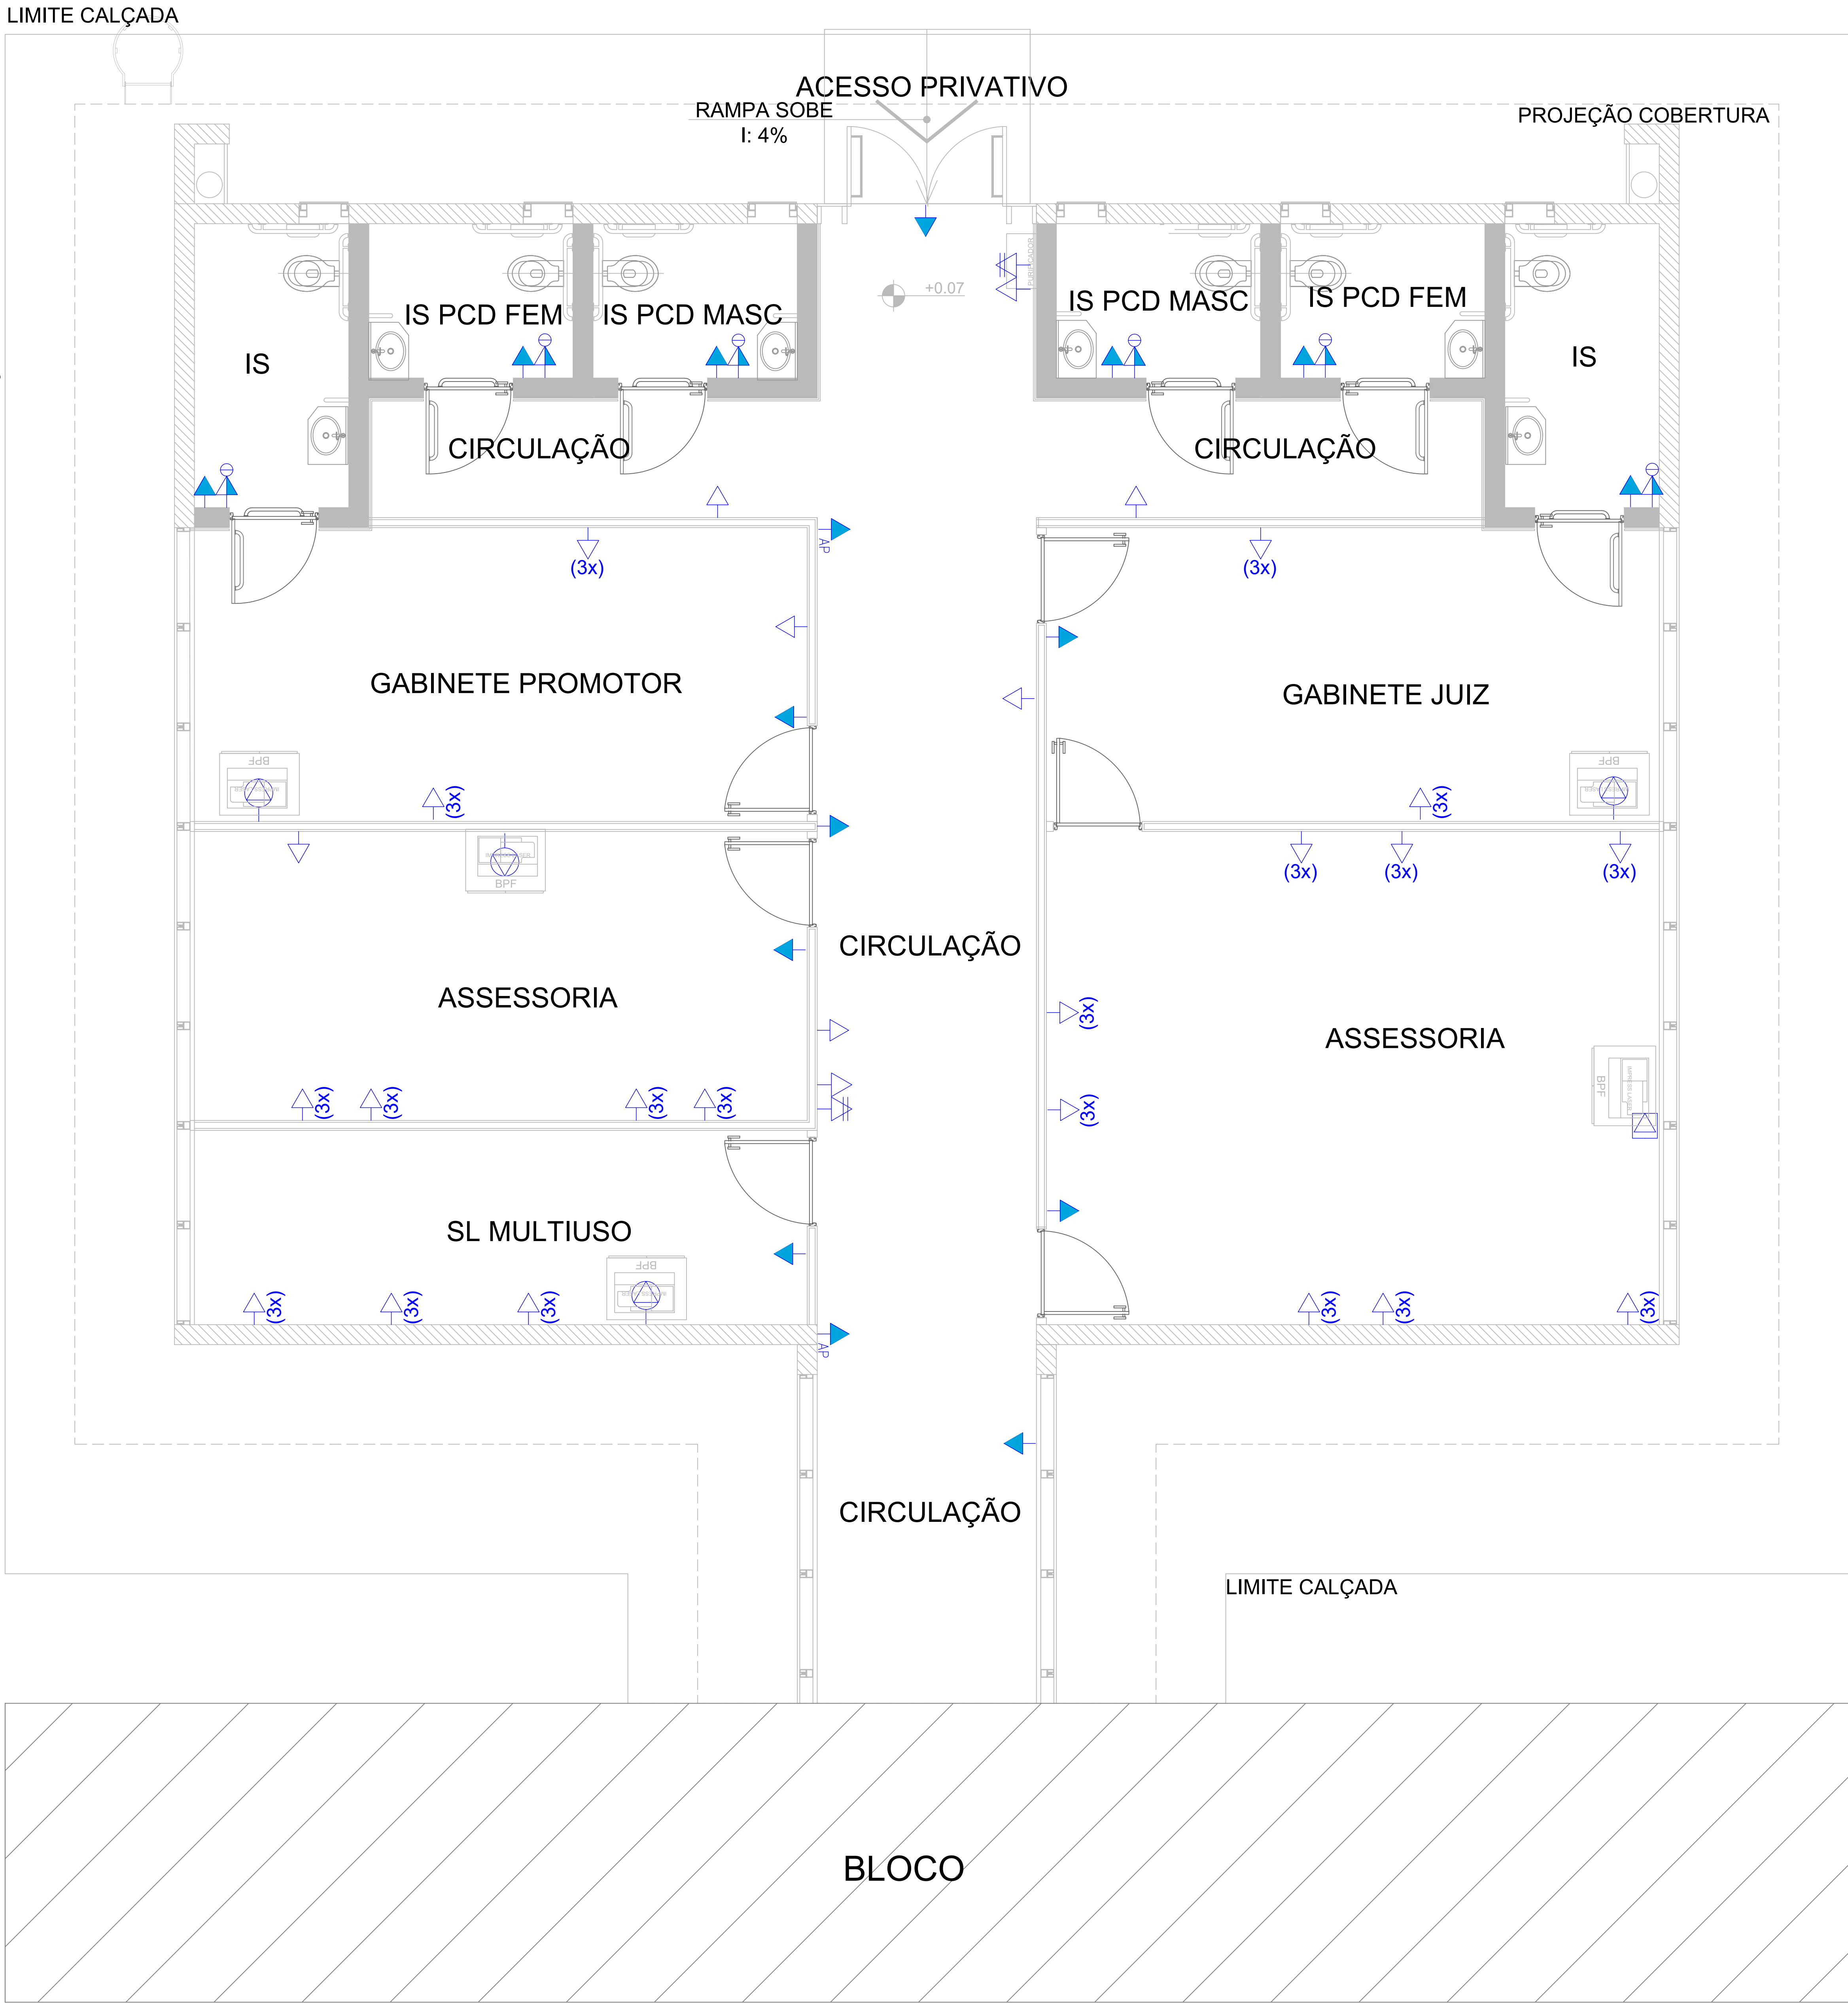 LIMITE CALÇADA
ACESSO PRIVATIVO
RAMPA SOBE
I: 4%
PROJEÇÃO COBERTURA
PURIFICADOR
+0.07
IS PCD FEM
IS PCD MASC
IS PCD MASC
IS PCD FEM
IS
IS
CIRCULAÇÃO
CIRCULAÇÃO
AP
(3x)
(3x)
GABINETE PROMOTOR
GABINETE JUIZ
BPF
BPF
(3x)
(3x)
BPF
(3x)
(3x)
(3x)
CIRCULAÇÃO
ASSESSORIA
(3x)
ASSESSORIA
BPF
IMPRES LASER
(3x)
(3x)
(3x)
(3x)
(3x)
SL MULTIUSO
BPF
(3x)
(3x)
(3x)
(3x)
(3x)
(3x)
AP
CIRCULAÇÃO
LIMITE CALÇADA
BLOCO